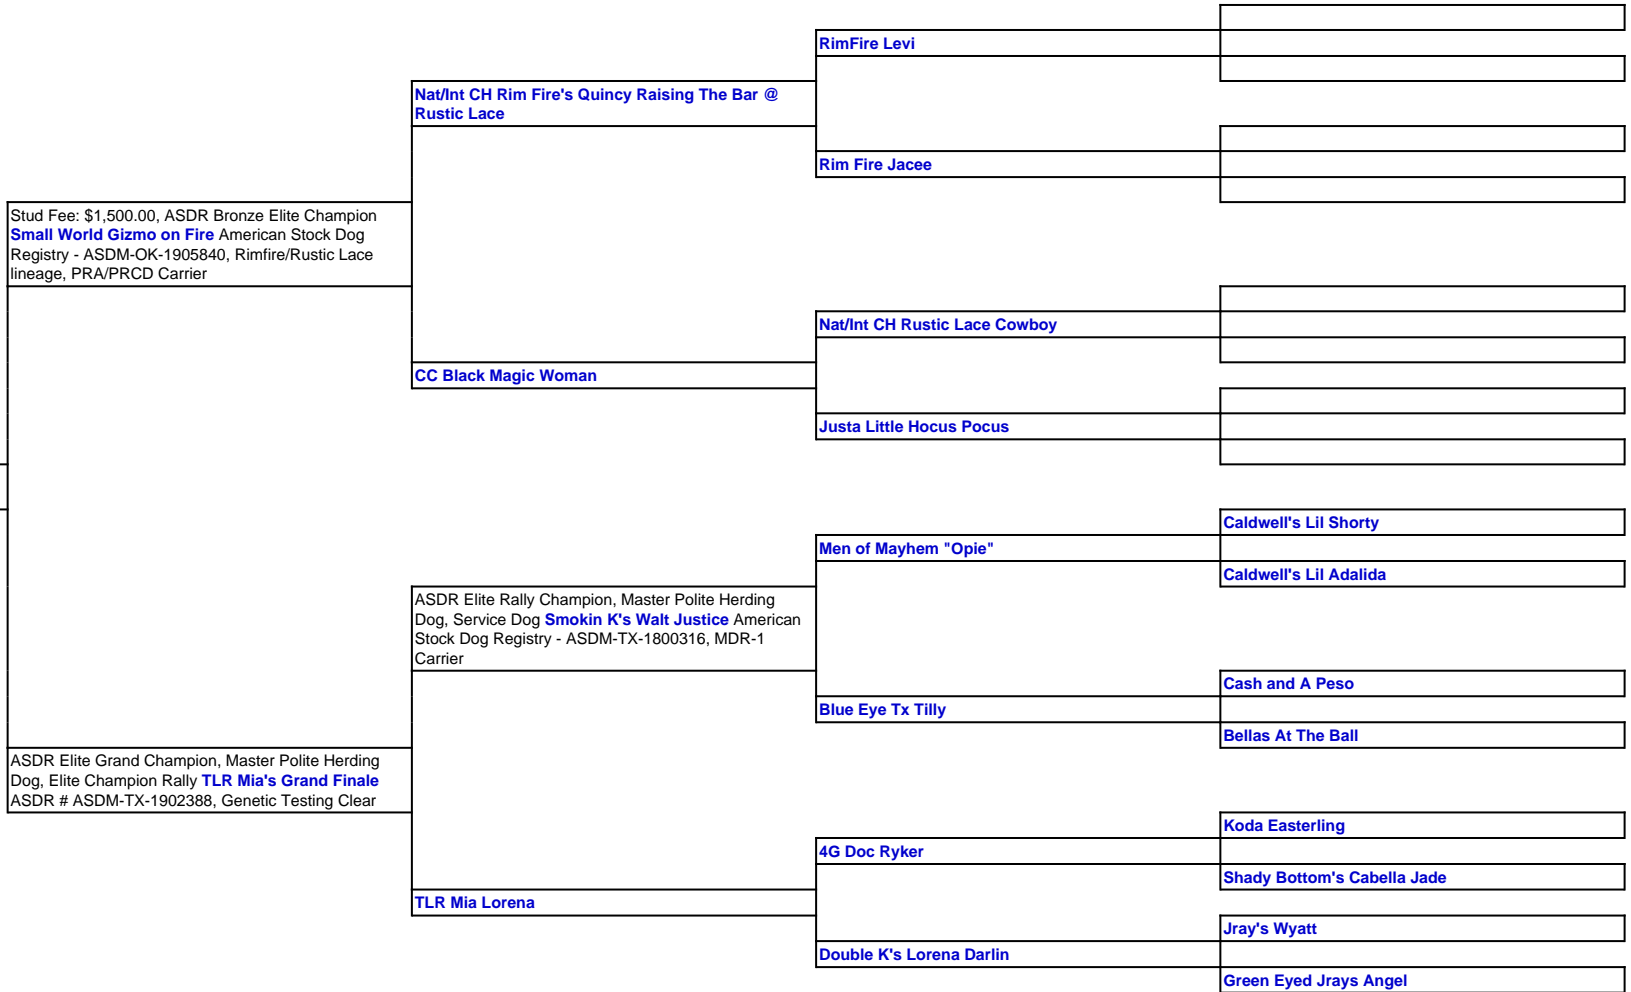 RimFire Levi
Nat/Int CH Rim Fire's Quincy Raising The Bar @
Rustic Lace
Rim Fire Jacee
Stud Fee: $1,500.00, ASDR Bronze Elite Champion
Small World Gizmo on Fire American Stock Dog
Registry - ASDM-OK-1905840, Rimfire/Rustic Lace
lineage, PRA/PRCD Carrier
Nat/Int CH Rustic Lace Cowboy
CC Black Magic Woman
Justa Little Hocus Pocus
Caldwell's Lil Shorty
Men of Mayhem "Opie"
Caldwell's Lil Adalida
ASDR Elite Rally Champion, Master Polite Herding
Dog, Service Dog Smokin K's Walt Justice American
Stock Dog Registry - ASDM-TX-1800316, MDR-1
Carrier
Cash and A Peso
Blue Eye Tx Tilly
Bellas At The Ball
ASDR Elite Grand Champion, Master Polite Herding
Dog, Elite Champion Rally TLR Mia's Grand Finale
ASDR # ASDM-TX-1902388, Genetic Testing Clear
Koda Easterling
4G Doc Ryker
Shady Bottom's Cabella Jade
TLR Mia Lorena
Jray's Wyatt
Double K's Lorena Darlin
Green Eyed Jrays Angel